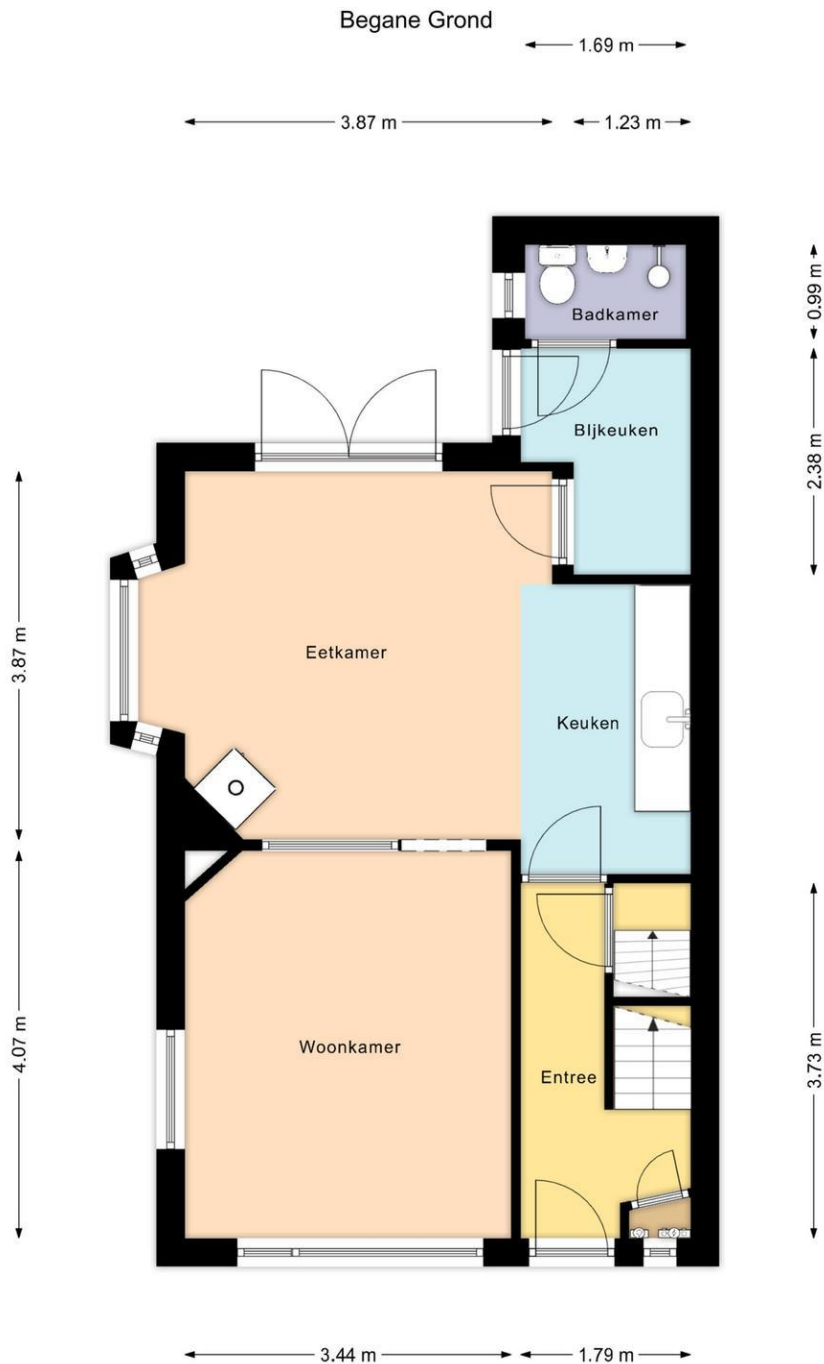 Begane Grond
1.69 m
3.87 m
1.23 m
0.99 m
Badkamer
BIjkeuken
2.38 m
3.87 m
Eetkamer
Keuken
4.07 m
Woonkamer
Entree
3.73 m
3.44 m
1.79 m